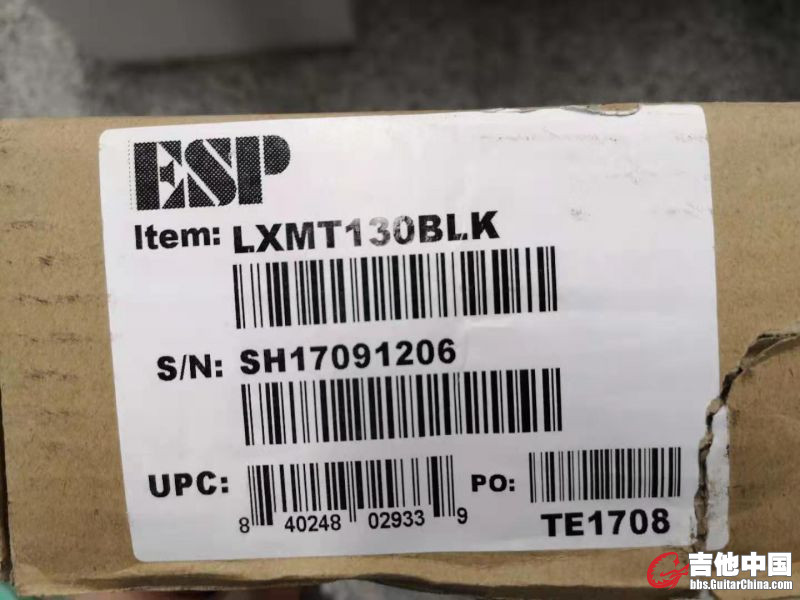 ESP
Item: LXMT130BLK
S/N: SH17091206
UPC: 8 40248 02933 9
PO: TE1708
吉他中国
bbs.GuitarChina.com